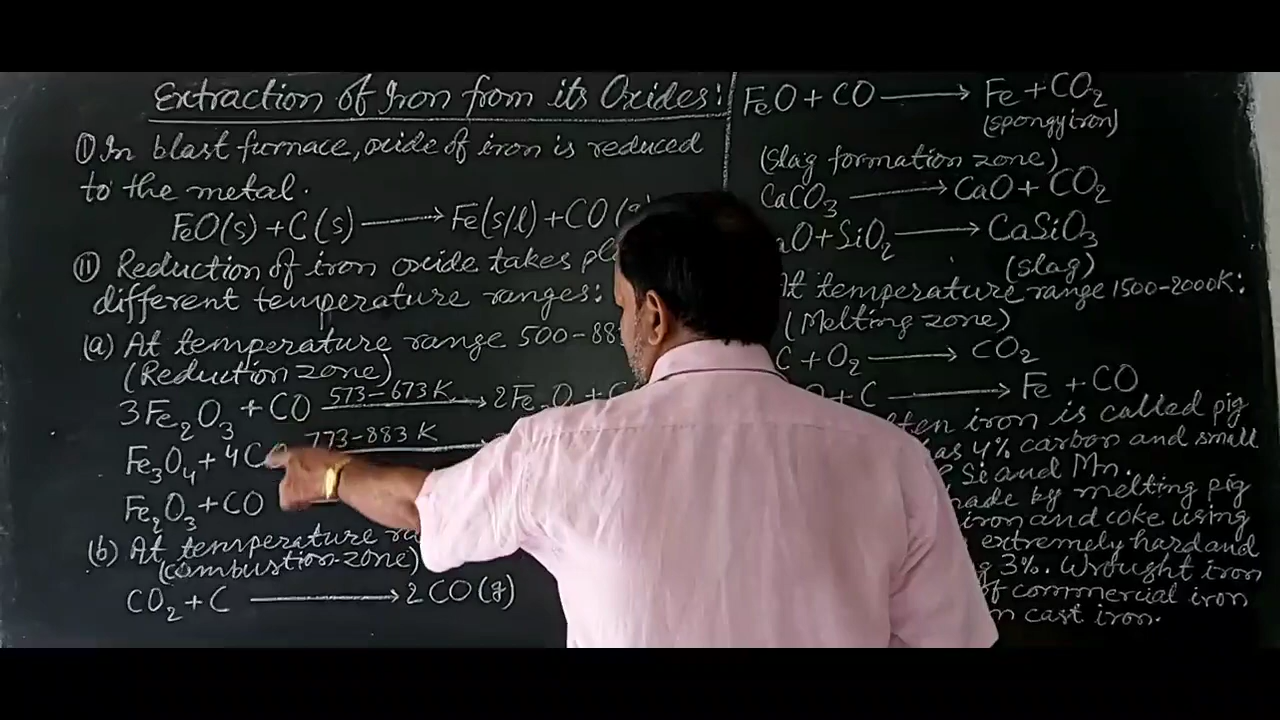 Extraction of Iron from its Oxides:
(I) In blast furnace, oxide of iron is reduced
to the metal.
FeO(s) + C(s) ⟶ Fe(s/l) + CO(
(II) Reduction of iron oxide takes
different temperature ranges:
(a) At temperature range 500-88
(Reduction zone)
3Fe₂O₃ + CO 573-673K ⟶ 2Fe O +
Fe₃O₄ + 4C 773-883 K
Fe₂O₃ + CO
(b) At temperature
(combustion-zone)
CO₂ + C ⟶ 2CO(g)
FeO + CO ⟶ Fe + CO₂
(spongy iron)
(Slag formation zone)
CaCO₃ ⟶ CaO + CO₂
aO + SiO₂ ⟶ CaSiO₃
(slag)
At temperature range 1500-2000K:
(Melting zone)
C + O₂ ⟶ CO₂
+ C ⟶ Fe + CO
iron is called pig
as 4% carbon and small
Si and Mn.
made by melting pig
iron and coke using
extremely hard and
3%. Wrought iron
of commercial iron
cast iron.